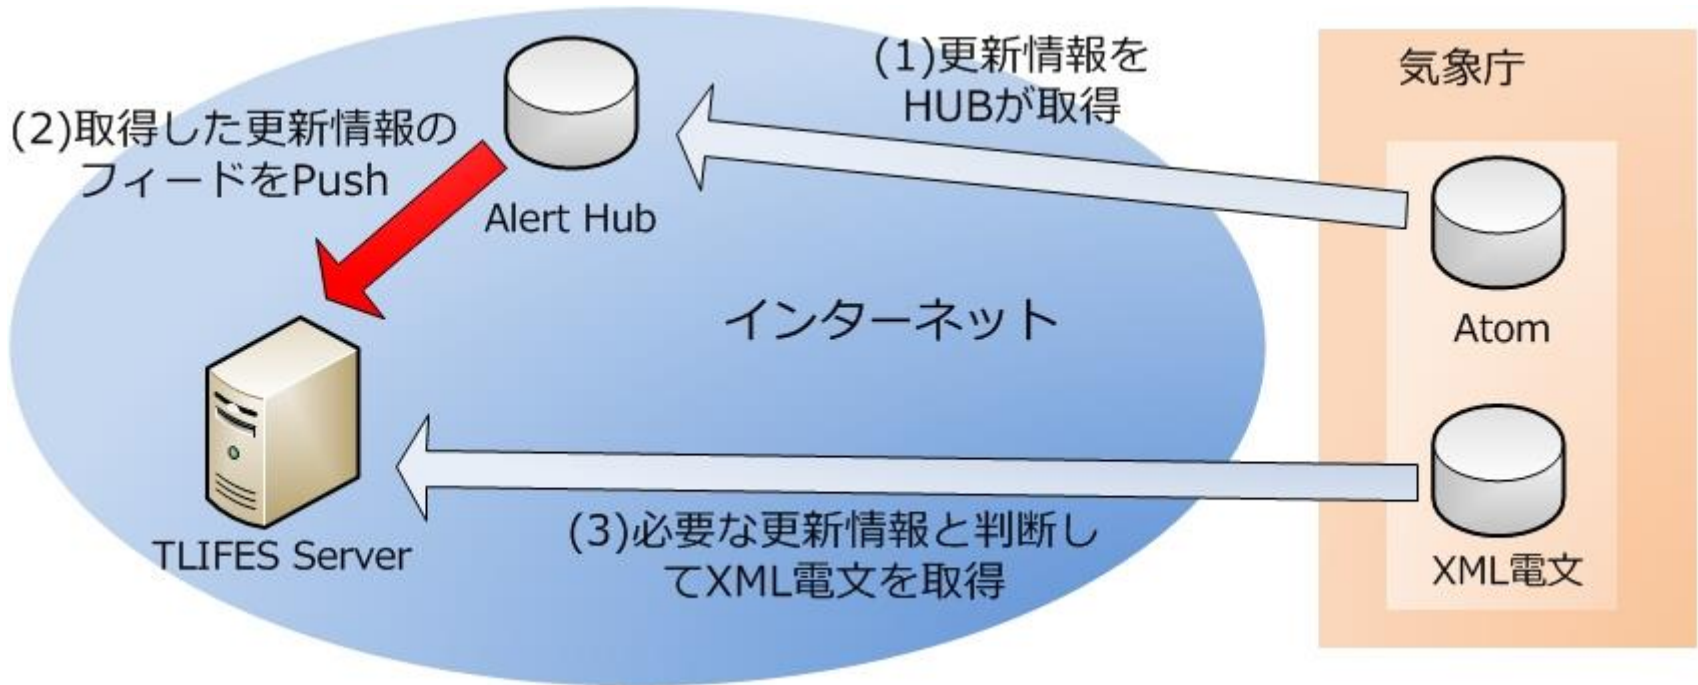 (1)更新情報を
HUBが取得
気象庁
(2)取得した更新情報の
フィードをPush
Alert Hub
インターネット
Atom
TLIFES Server
(3)必要な更新情報と判断し
てXML電文を取得
XML電文